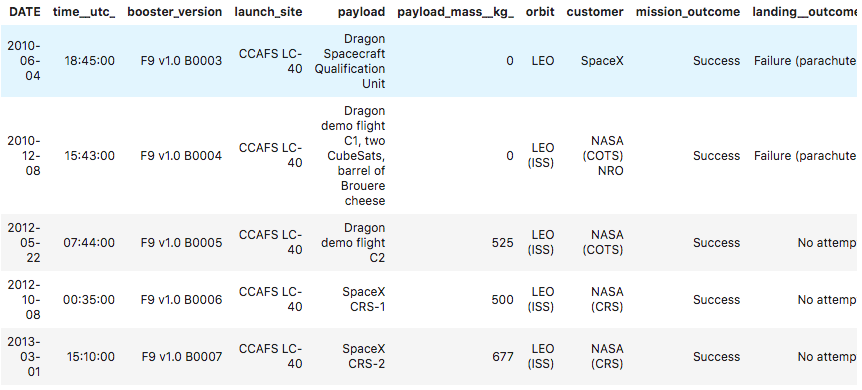 DATE time__utc_ booster_version launch_site payload payload_mass__kg_ orbit customer mission_outcome landing__outcome
2010-06-04 18:45:00 F9 v1.0 B0003 CCAFS LC-40 Dragon Spacecraft Qualification Unit 0 LEO SpaceX Success Failure (parachute
2010-12-08 15:43:00 F9 v1.0 B0004 CCAFS LC-40 Dragon demo flight C1, two CubeSats, barrel of Brouere cheese 0 LEO (ISS) NASA (COTS) NRO Success Failure (parachute
2012-05-22 07:44:00 F9 v1.0 B0005 CCAFS LC-40 Dragon demo flight C2 525 LEO (ISS) NASA (COTS) Success No attemp
2012-10-08 00:35:00 F9 v1.0 B0006 CCAFS LC-40 SpaceX CRS-1 500 LEO (ISS) NASA (CRS) Success No attemp
2013-03-01 15:10:00 F9 v1.0 B0007 CCAFS LC-40 SpaceX CRS-2 677 LEO (ISS) NASA (CRS) Success No attemp